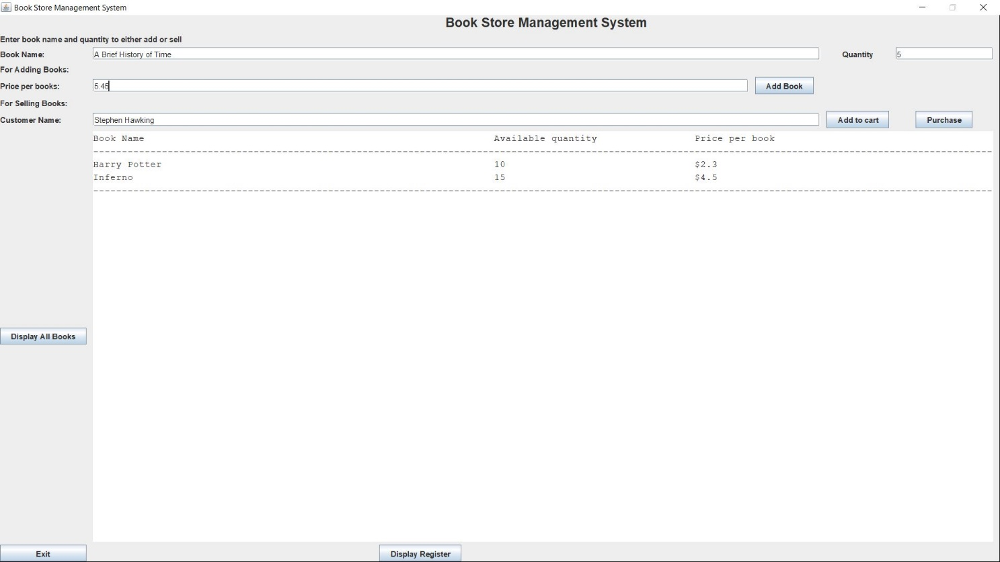 Book Store Management System
Book Store Management System
Enter book name and quantity to either add or sell
Book Name: A Brief History of Time Quantity 5
For Adding Books:
Price per books: 5.45 Add Book
For Selling Books:
Customer Name: Stephen Hawking Add to cart Purchase
Book Name Available quantity Price per book
Harry Potter 10 $2.3
Inferno 15 $4.5
Display All Books
Exit Display Register